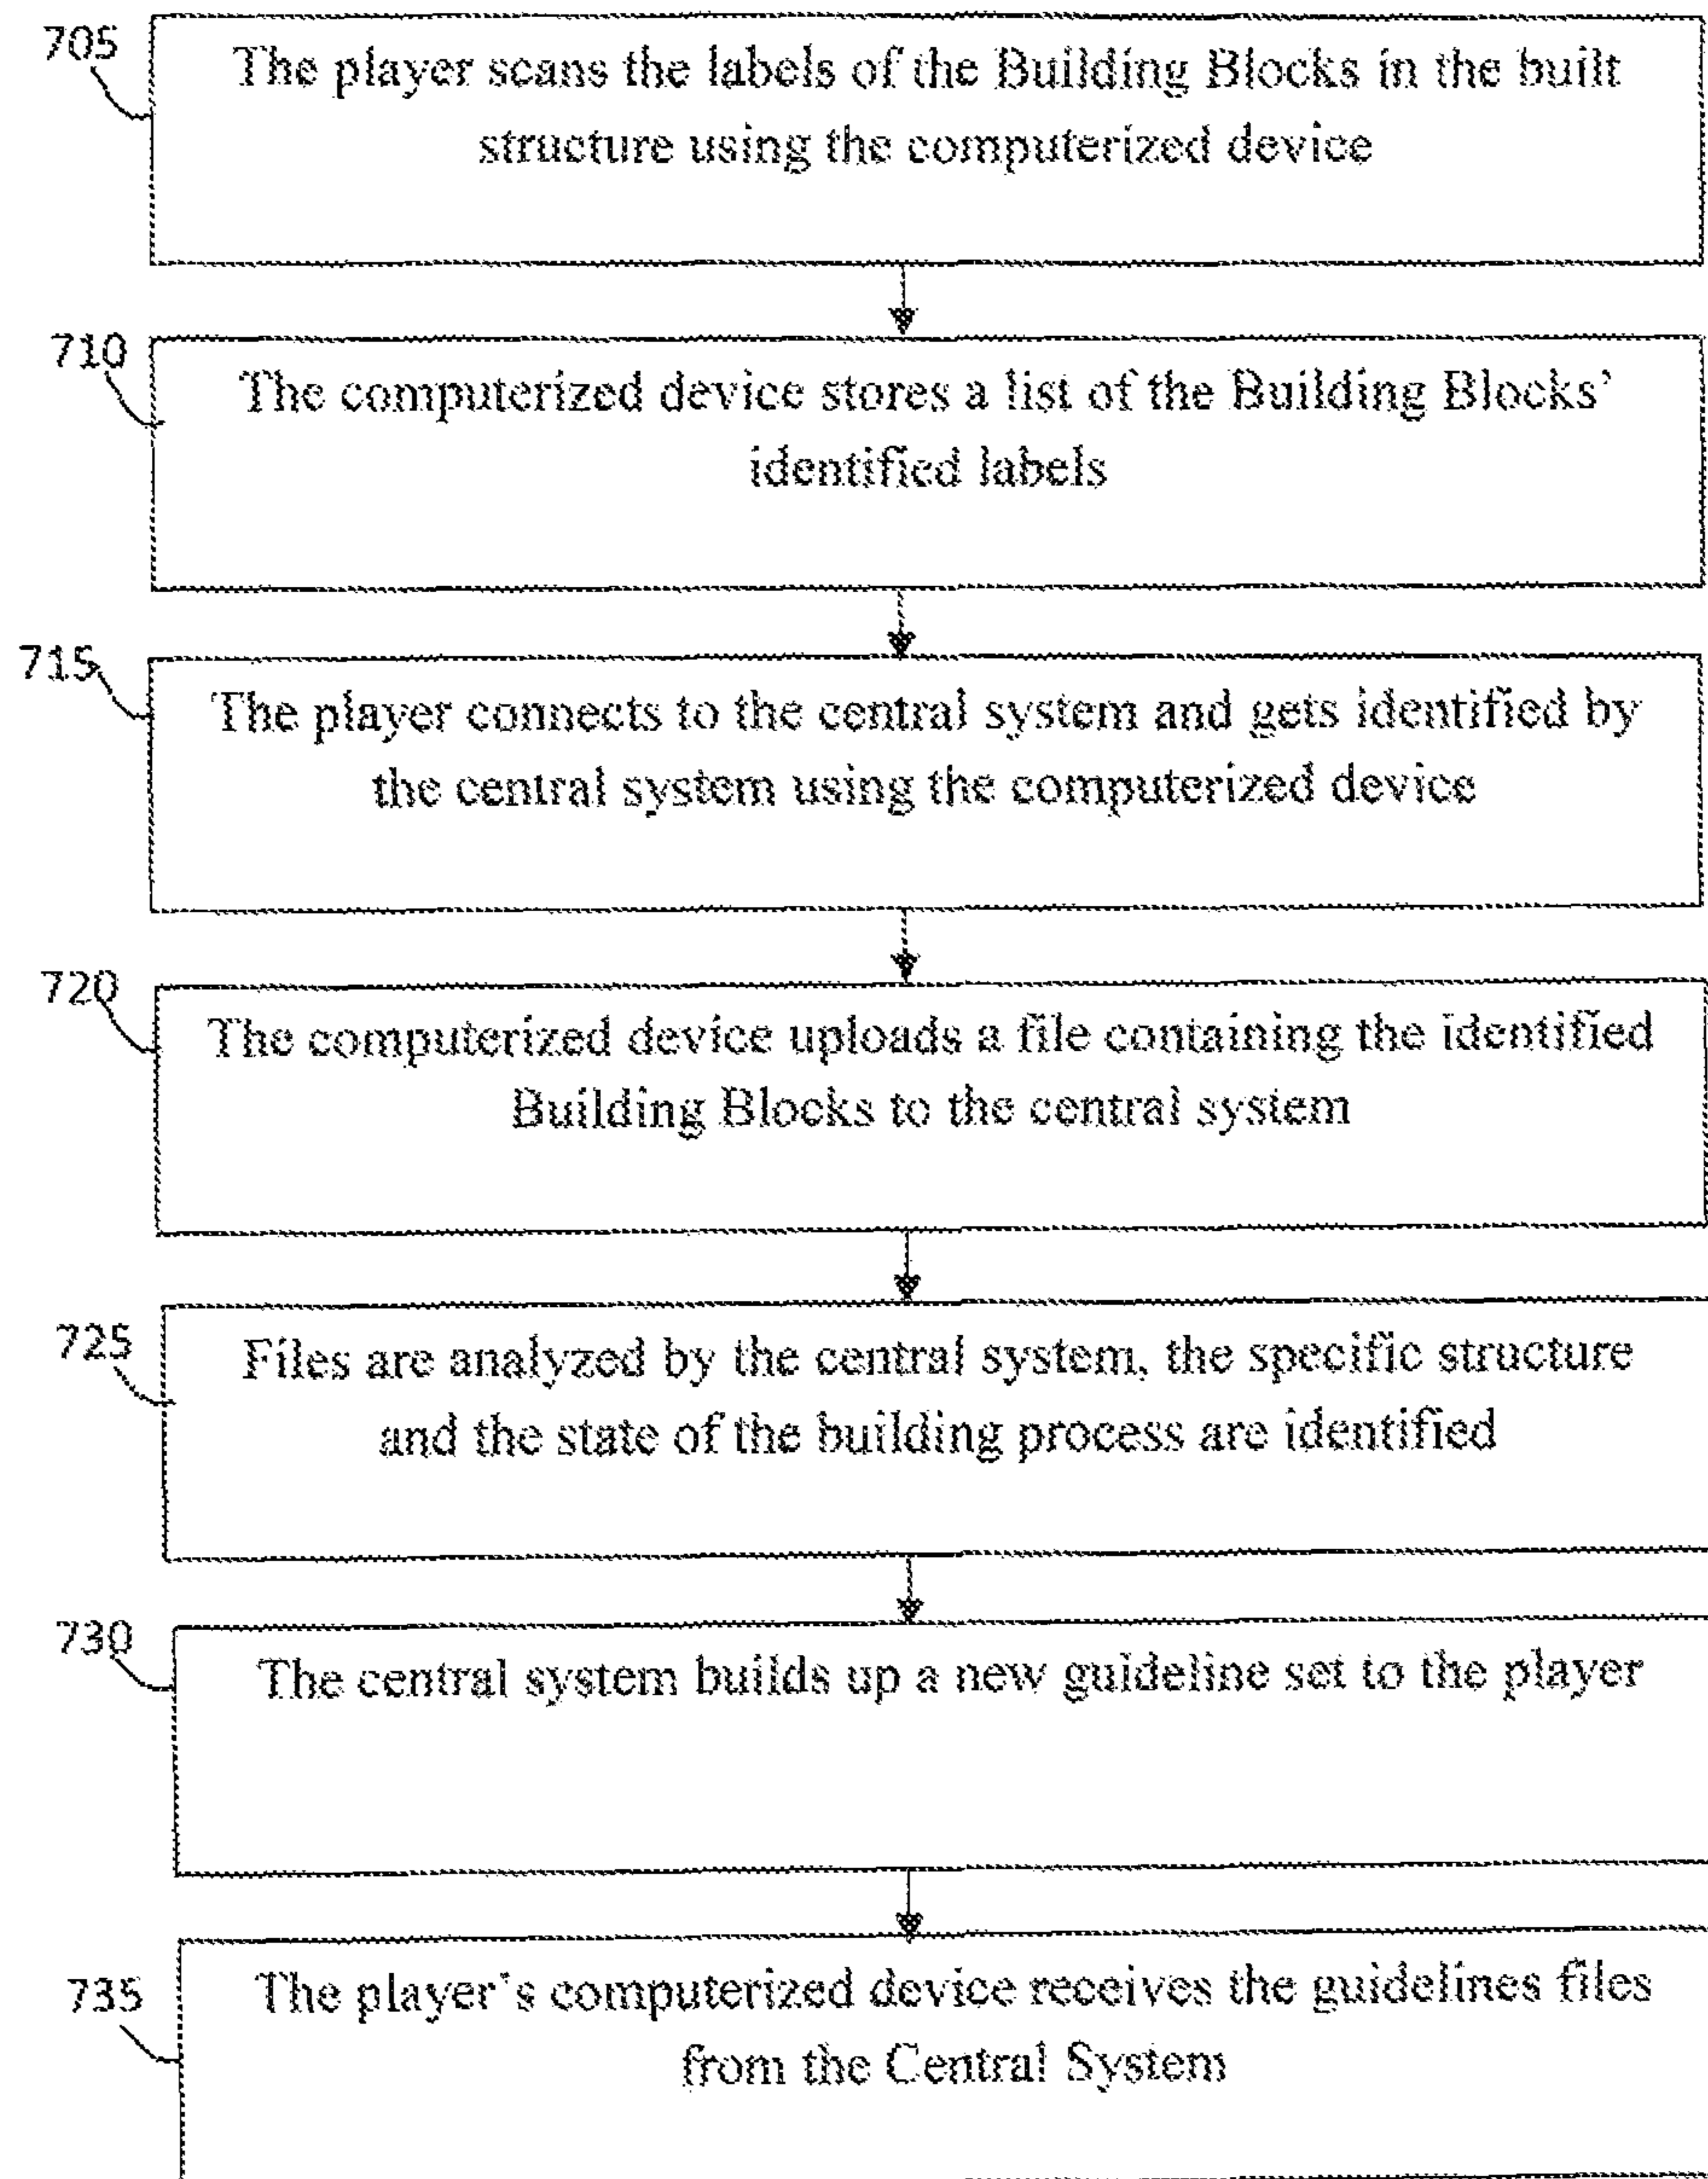 705
The player scans the labels of the Building Blocks in the built
structure using the computerized device
710
The computerized device stores a list of the Building Blocks’
identified labels
715
The player connects to the central system and gets identified by
the central system using the computerized device
720
The computerized device uploads a file containing the identified
Building Blocks to the central system
725
Files are analyzed by the central system, the specific structure
and the state of the building process are identified
730
The central system builds up a new guideline set to the player
735
The player’s computerized device receives the guidelines files
from the Central System